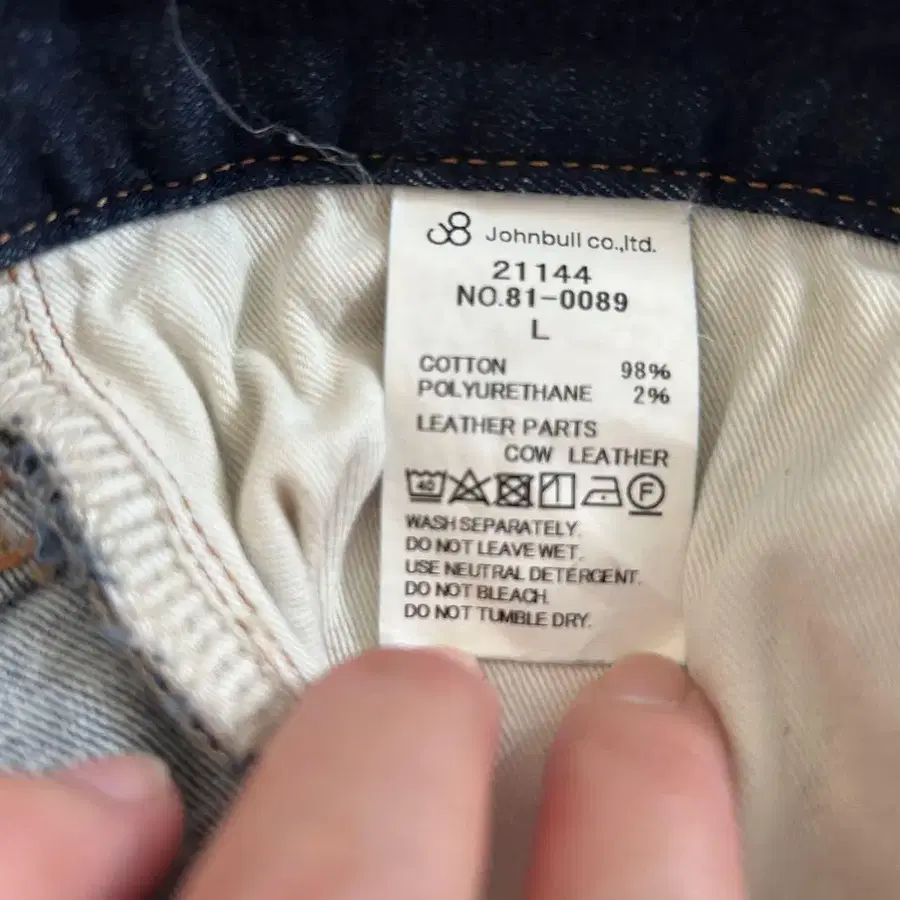 Johnbull co.,ltd.
21144
NO.81-0089
L
COTTON 98%
POLYURETHANE 2%
LEATHER PARTS
COW LEATHER
40 F
WASH SEPARATELY.
DO NOT LEAVE WET.
USE NEUTRAL DETERGENT.
DO NOT BLEACH.
DO NOT TUMBLE DRY.